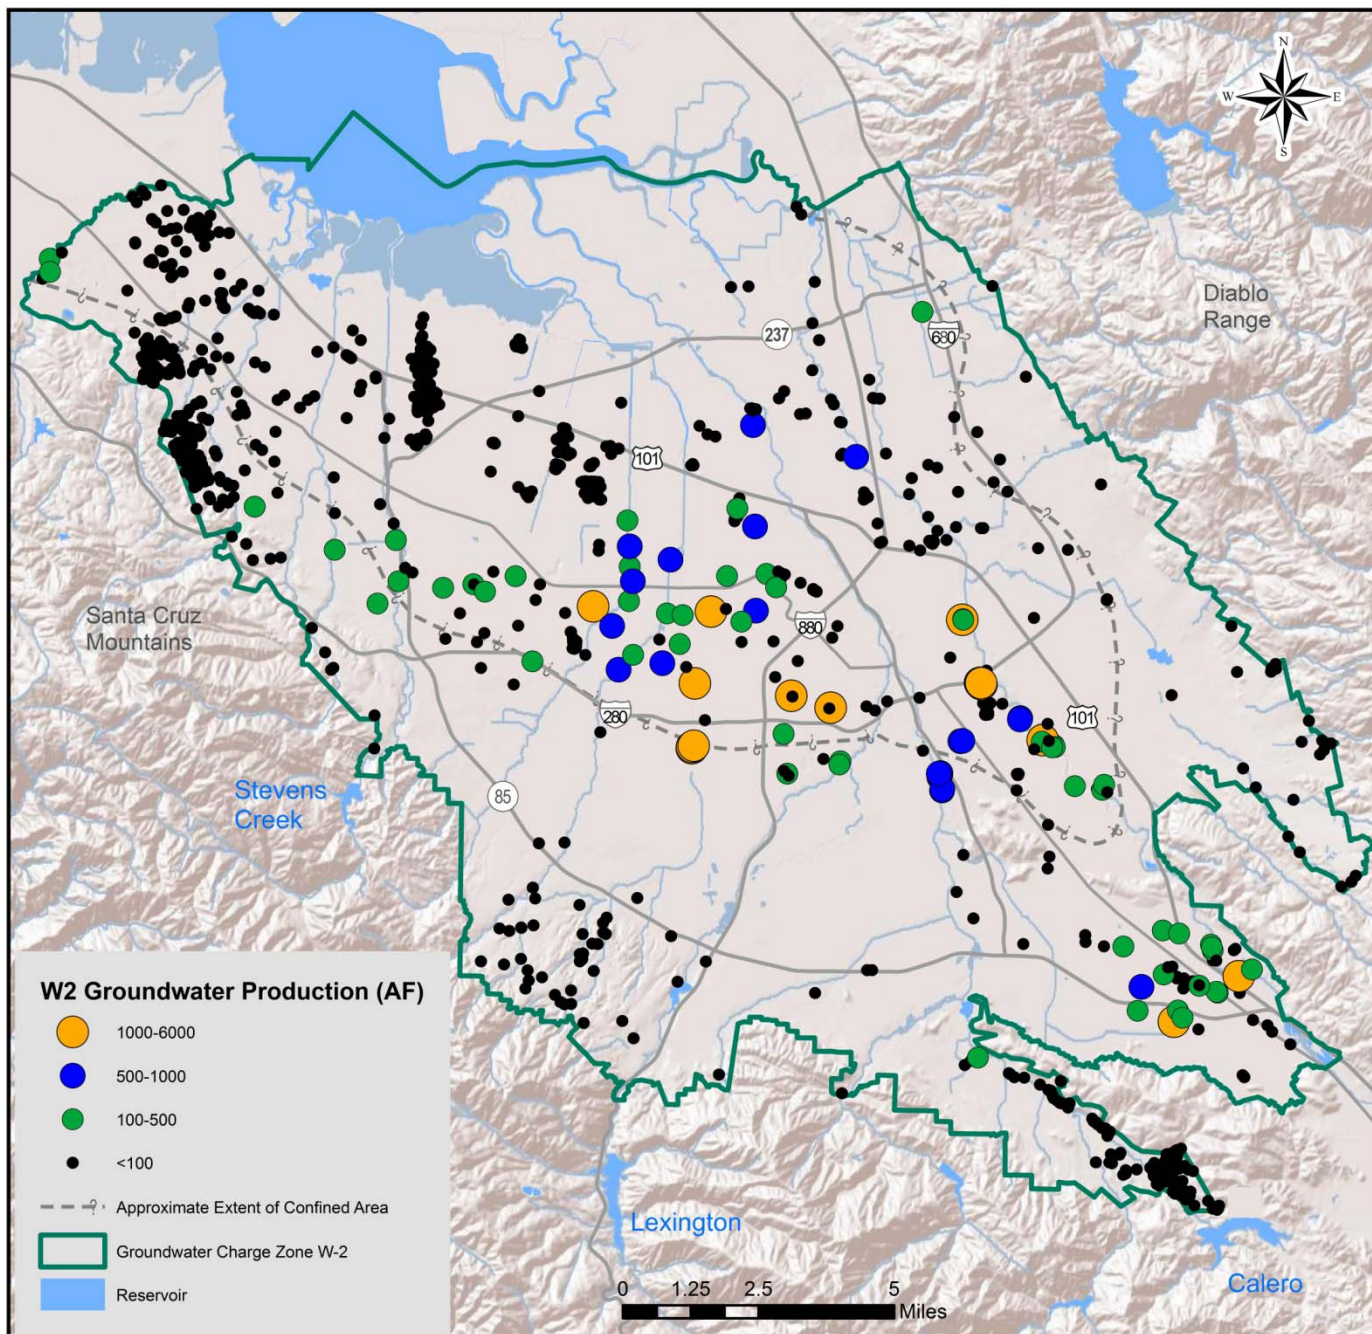 N
W E
S
Diablo
Range
237
680
101
Santa Cruz
Mountains
880
280
101
Stevens
Creek
85
W2 Groundwater Production (AF)
1000-6000
500-1000
100-500
<100
Approximate Extent of Confined Area
Groundwater Charge Zone W-2
Reservoir
Lexington
Calero
0 1.25 2.5 5
Miles